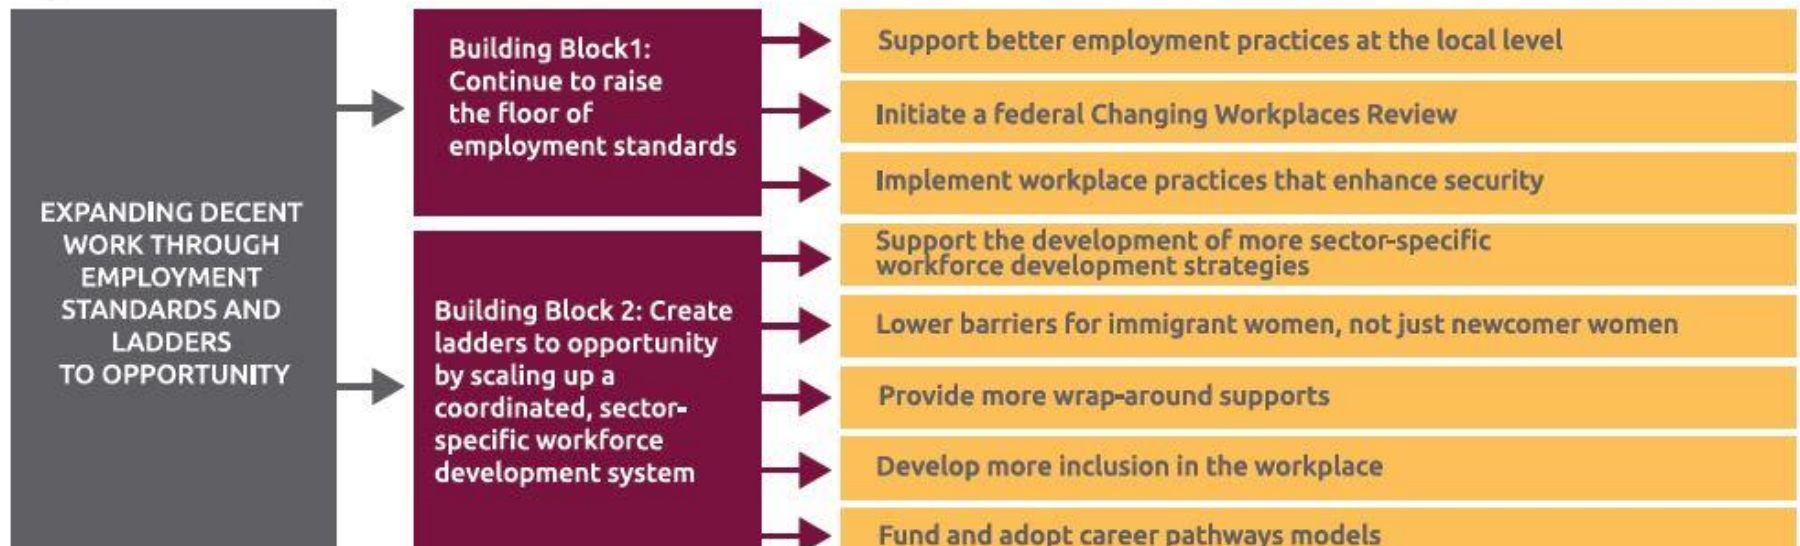 EXPANDING DECENT
WORK THROUGH
EMPLOYMENT
STANDARDS AND
LADDERS
TO OPPORTUNITY
Building Block1:
Continue to raise
the floor of
employment standards
Support better employment practices at the local level
Initiate a federal Changing Workplaces Review
Implement workplace practices that enhance security
Building Block 2: Create
ladders to opportunity
by scaling up a
coordinated, sector-
specific workforce
development system
Support the development of more sector-specific
workforce development strategies
Lower barriers for immigrant women, not just newcomer women
Provide more wrap-around supports
Develop more inclusion in the workplace
Fund and adopt career pathways models